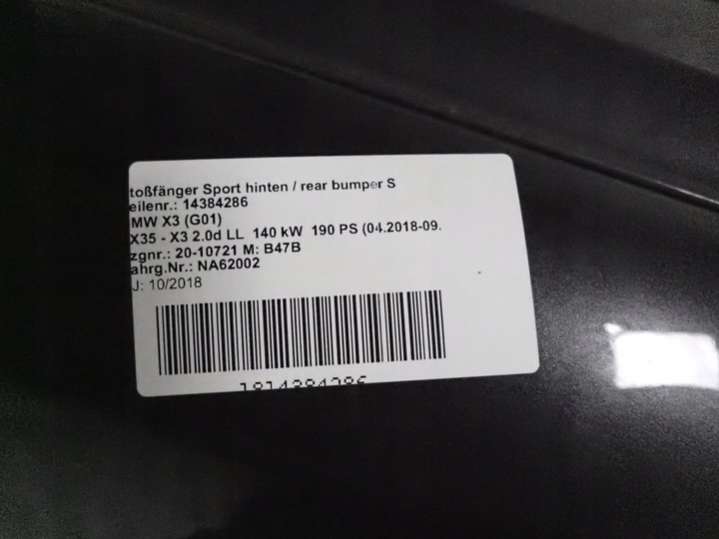 toßfänger Sport hinten / rear bumper S
eilenr.: 14384286
MW X3 (G01)
X35 - X3 2.0d LL 140 kW 190 PS (04.2018-09.
zgnr.: 20-10721 M: B47B
ahrg.Nr.: NA62002
J: 10/2018
1814384286